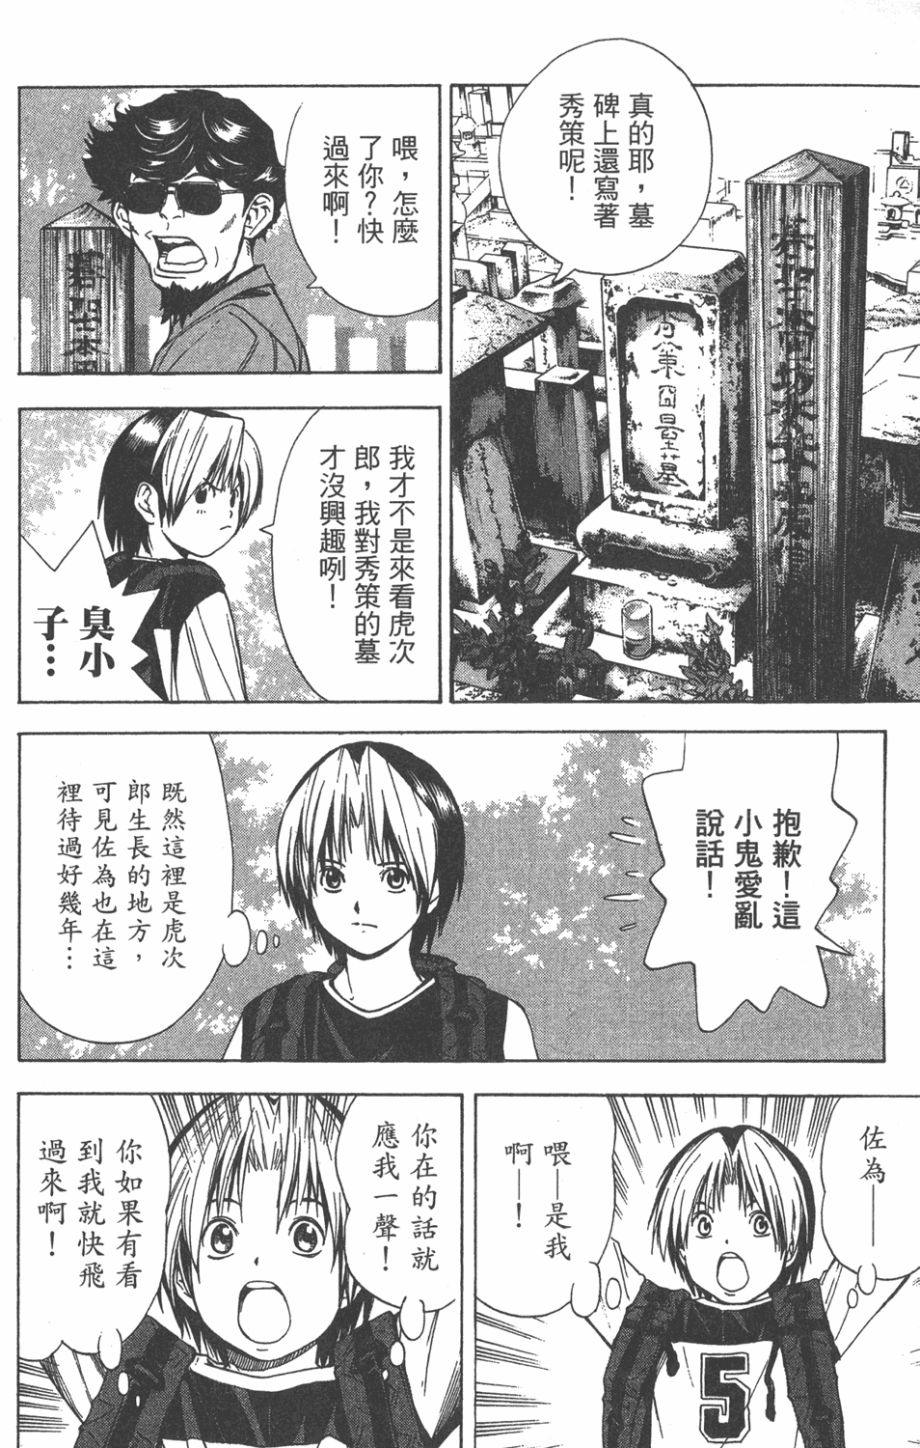 真的耶，墓
碑上還寫著
秀策呢！
喂，怎麼
了你？快
過來啊！
我才不是來看虎次
郎，我對秀策的墓
才沒興趣咧！
臭小
子…
抱歉！這
小鬼愛亂
說話！
既然這裡是虎次
郎生長的地方，
可見佐為也在這
裡待過好幾年…
佐為——
喂—是我
啊——！
你在的話就
應我一聲！
你如果有看
到我就快飛
過來啊！
5